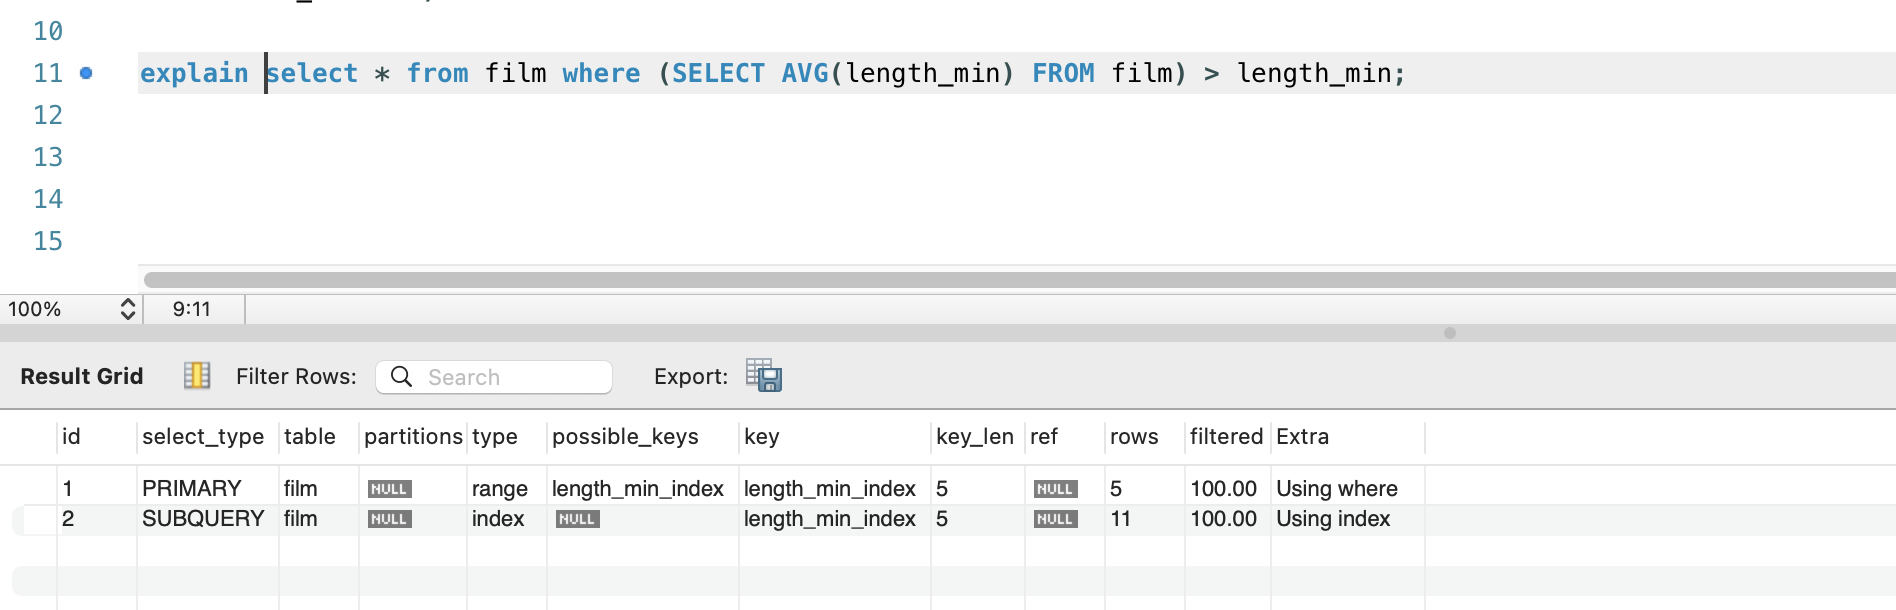 10
11 explain select * from film where (SELECT AVG(length_min) FROM film) > length_min;
12
13
14
15
100% 9:11
Result Grid Filter Rows: Search Export:
id select_type table partitions type possible_keys key key_len ref rows filtered Extra
1 PRIMARY film NULL range length_min_index length_min_index 5 NULL 5 100.00 Using where
2 SUBQUERY film NULL index NULL length_min_index 5 NULL 11 100.00 Using index